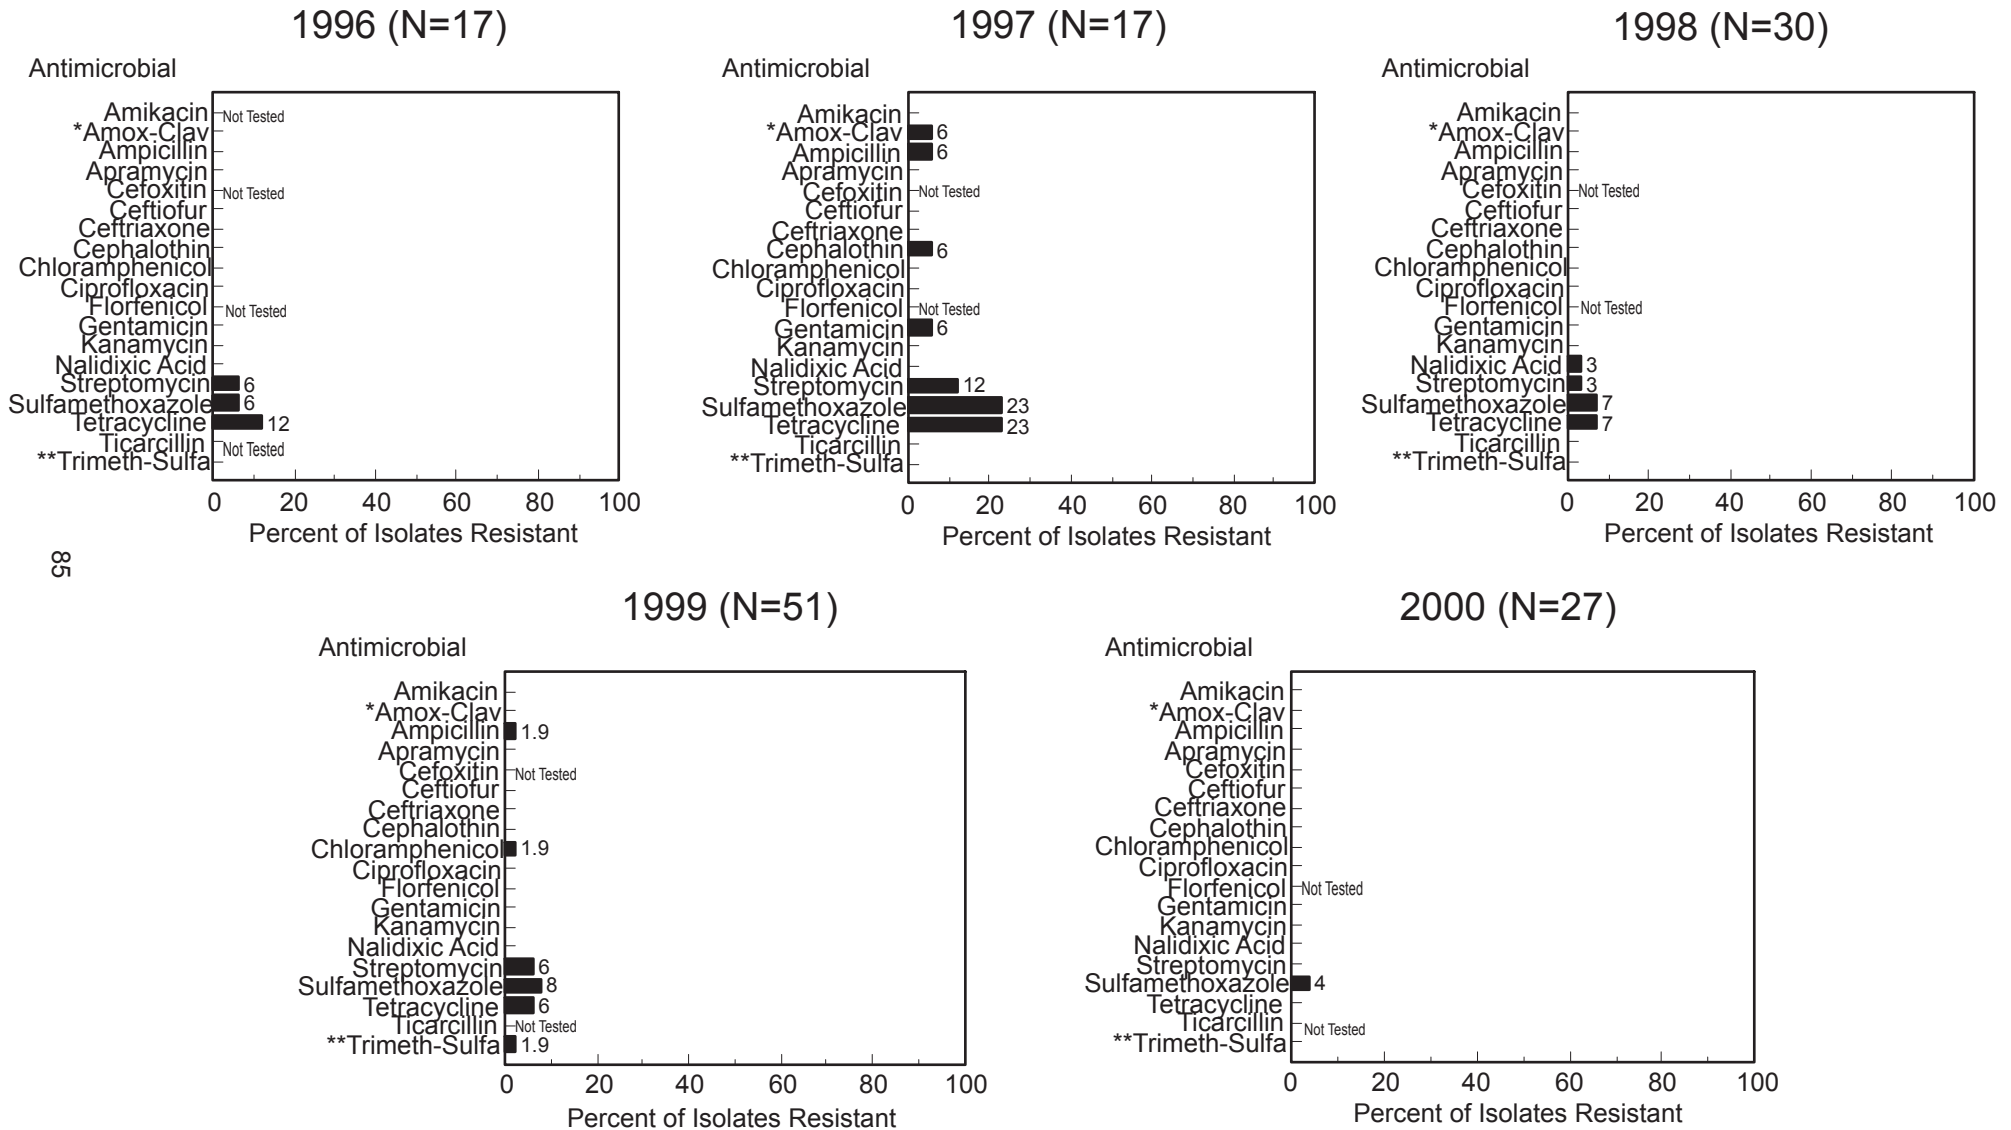 1996 (N=17)
Antimicrobial
Amikacin Not Tested
*Amox-Clav
Ampicillin
Apramycin
Cefoxitin Not Tested
Ceftiofur
Ceftriaxone
Cephalothin
Chloramphenicol
Ciprofloxacin
Florfenicol Not Tested
Gentamicin
Kanamycin
Nalidixic Acid
Streptomycin 6
Sulfamethoxazole 6
Tetracycline 12
Ticarcillin Not Tested
**Trimeth-Sulfa
0 20 40 60 80 100
Percent of Isolates Resistant
1997 (N=17)
Antimicrobial
Amikacin
*Amox-Clav 6
Ampicillin 6
Apramycin
Cefoxitin Not Tested
Ceftiofur
Ceftriaxone
Cephalothin 6
Chloramphenicol
Ciprofloxacin
Florfenicol Not Tested
Gentamicin 6
Kanamycin
Nalidixic Acid
Streptomycin 12
Sulfamethoxazole 23
Tetracycline 23
Ticarcillin
**Trimeth-Sulfa
0 20 40 60 80 100
Percent of Isolates Resistant
1998 (N=30)
Antimicrobial
Amikacin
*Amox-Clav
Ampicillin
Apramycin
Cefoxitin Not Tested
Ceftiofur
Ceftriaxone
Cephalothin
Chloramphenicol
Ciprofloxacin
Florfenicol Not Tested
Gentamicin
Kanamycin
Nalidixic Acid 3
Streptomycin 3
Sulfamethoxazole 7
Tetracycline 7
Ticarcillin
**Trimeth-Sulfa
0 20 40 60 80 100
Percent of Isolates Resistant
85
1999 (N=51)
Antimicrobial
Amikacin
*Amox-Clav
Ampicillin 1.9
Apramycin
Cefoxitin Not Tested
Ceftiofur
Ceftriaxone
Cephalothin
Chloramphenicol 1.9
Ciprofloxacin
Florfenicol
Gentamicin
Kanamycin
Nalidixic Acid
Streptomycin 6
Sulfamethoxazole 8
Tetracycline 6
Ticarcillin Not Tested
**Trimeth-Sulfa 1.9
0 20 40 60 80 100
Percent of Isolates Resistant
2000 (N=27)
Antimicrobial
Amikacin
*Amox-Clav
Ampicillin
Apramycin
Cefoxitin
Ceftiofur
Ceftriaxone
Cephalothin
Chloramphenicol
Ciprofloxacin
Florfenicol Not Tested
Gentamicin
Kanamycin
Nalidixic Acid
Streptomycin
Sulfamethoxazole 4
Tetracycline
Ticarcillin Not Tested
**Trimeth-Sulfa
0 20 40 60 80 100
Percent of Isolates Resistant